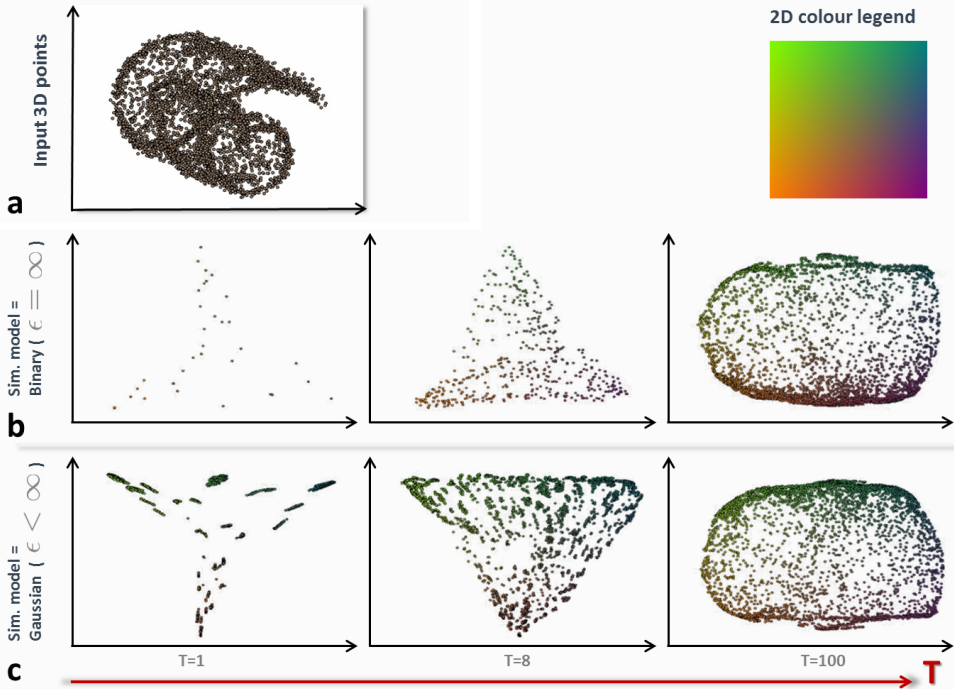 2D colour legend
Input 3D points
a
Sim. model =
Binary ( ϵ = ∞ )
b
Sim. model =
Gaussian ( ϵ < ∞ )
T=1
T=8
T=100
c
T